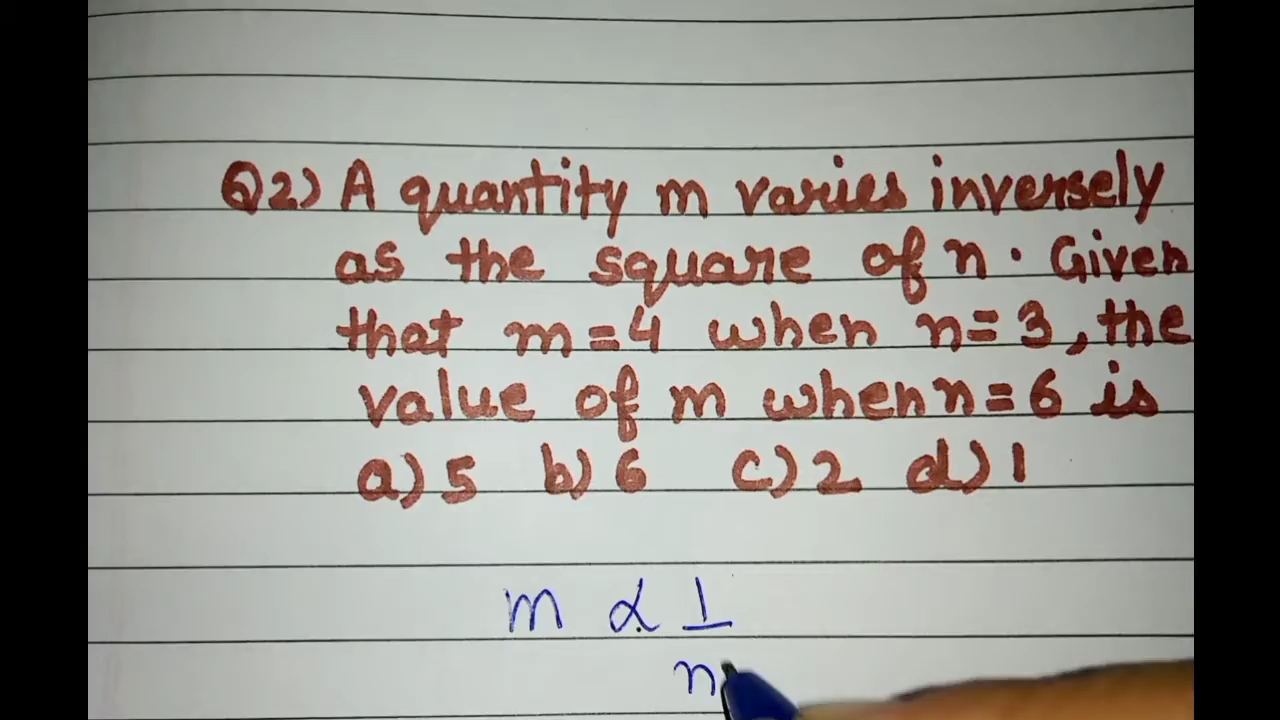 Q2) A quantity m varies inversely
as the square of n. Given
that m=4 when n=3, the
value of m when n=6 is
a) 5 b) 6 c) 2 d) 1
m ∝ 1
n